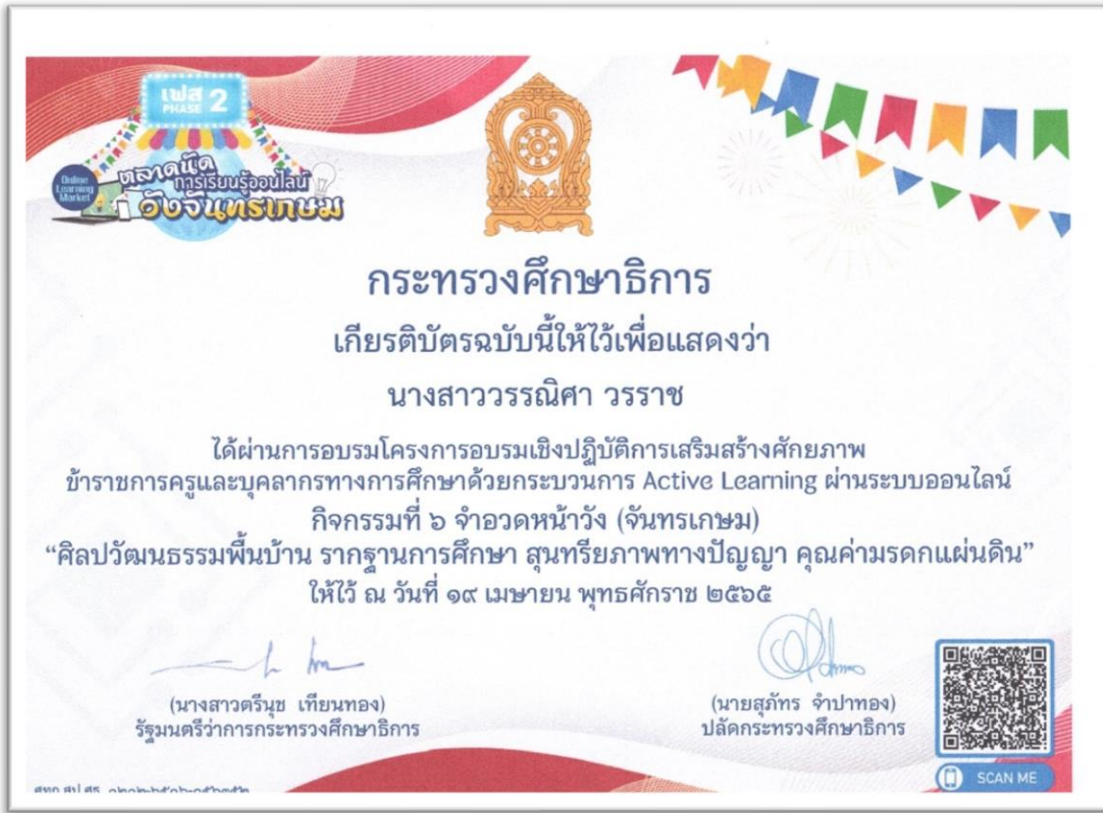 เฟส 2
PHASE
Online
Learning
Market
ตลาดนัด
การเรียนรู้ออนไลน์
วังจันทรเกษม
กระทรวงศึกษาธิการ
เกียรติบัตรฉบับนี้ให้ไว้เพื่อแสดงว่า
นางสาววรรณิศา วรราช
ได้ผ่านการอบรมโครงการอบรมเชิงปฏิบัติการเสริมสร้างศักยภาพ
ข้าราชการครูและบุคลากรทางการศึกษาด้วยกระบวนการ Active Learning ผ่านระบบออนไลน์
กิจกรรมที่ ๖ จำอวดหน้าวัง (จันทรเกษม)
“ศิลปวัฒนธรรมพื้นบ้าน รากฐานการศึกษา สุนทรียภาพทางปัญญา คุณค่ามรดกแผ่นดิน”
ให้ไว้ ณ วันที่ ๑๙ เมษายน พุทธศักราช ๒๕๖๕
(นางสาวตรีนุช เทียนทอง)
รัฐมนตรีว่าการกระทรวงศึกษาธิการ
(นายสุภัทร จำปาทอง)
ปลัดกระทรวงศึกษาธิการ
SCAN ME